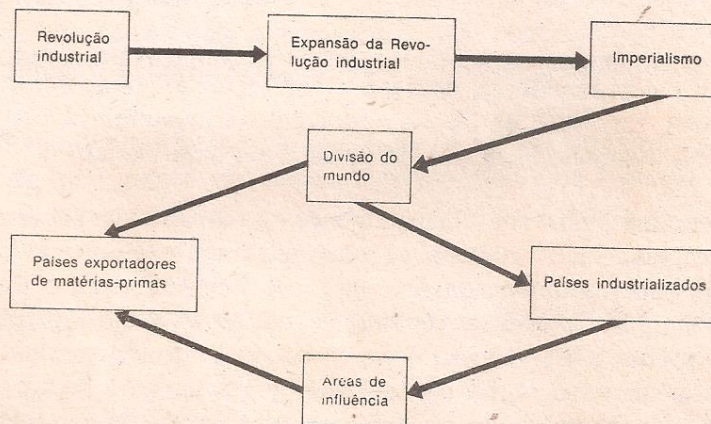 Revolução
industrial
Expansão da Revo-
lução industrial
Imperialismo
Divisão do
mundo
Países exportadores
de matérias-primas
Países industrializados
Areas de
influência